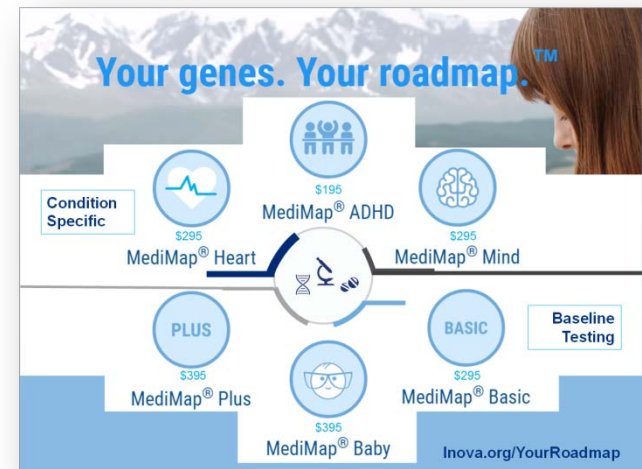 Your genes. Your roadmap.™
Condition
Specific
$195
MediMap® ADHD
$295
MediMap® Heart
$295
MediMap® Mind
PLUS
$395
MediMap® Plus
BASIC
$295
MediMap® Basic
Baseline
Testing
$395
MediMap® Baby
Inova.org/YourRoadmap